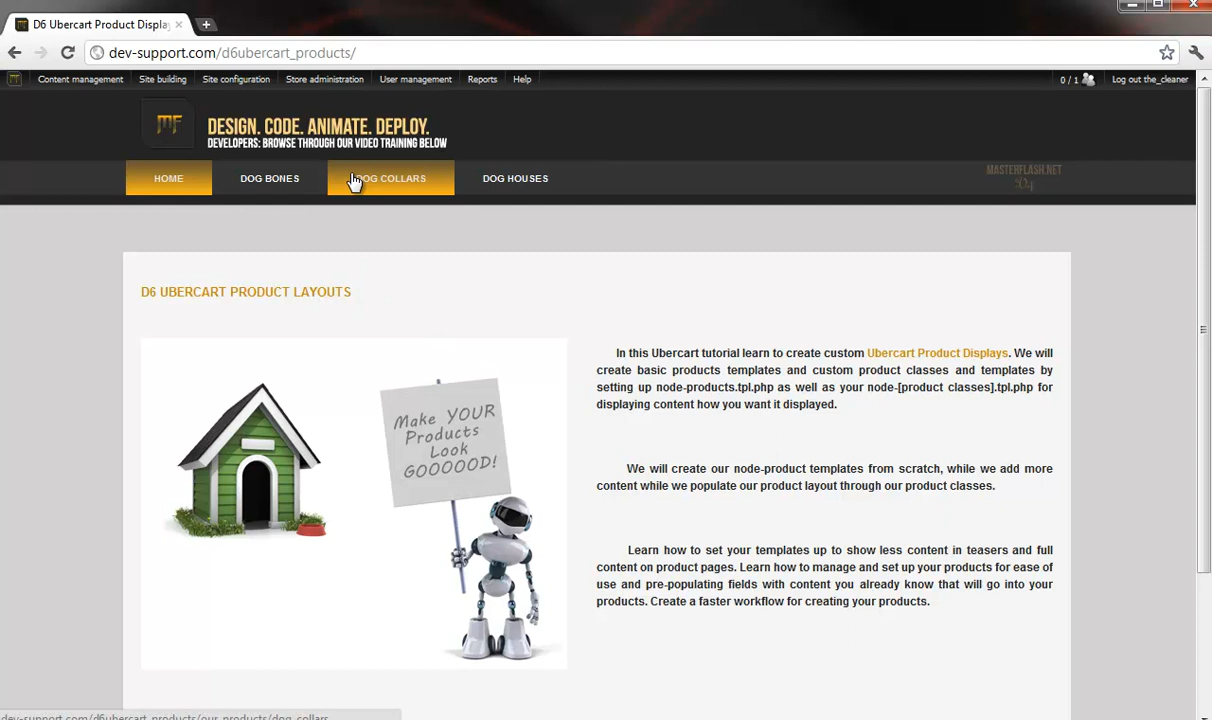 D6 Ubercart Product Displa
dev-support.com/d6ubercart_products/
Content management Site building Site configuration Store administration User management Reports Help 0 / 1 Log out the_cleaner
MF
DESIGN. CODE. ANIMATE. DEPLOY.
DEVELOPERS: BROWSE THROUGH OUR VIDEO TRAINING BELOW
HOME DOG BONES DOG COLLARS DOG HOUSES
MASTERFLASH.NET
D6 UBERCART PRODUCT LAYOUTS
Make YOUR
Products
Look
GOOOOOD!
In this Ubercart tutorial learn to create custom Ubercart Product Displays. We will
create basic products templates and custom product classes and templates by
setting up node-products.tpl.php as well as your node-[product classes].tpl.php for
displaying content how you want it displayed.
We will create our node-product templates from scratch, while we add more
content while we populate our product layout through our product classes.
Learn how to set your templates up to show less content in teasers and full
content on product pages. Learn how to manage and set up your products for ease of
use and pre-populating fields with content you already know that will go into your
products. Create a faster workflow for creating your products.
dev-support.com/d6ubercart_products/our_products/dog_collars